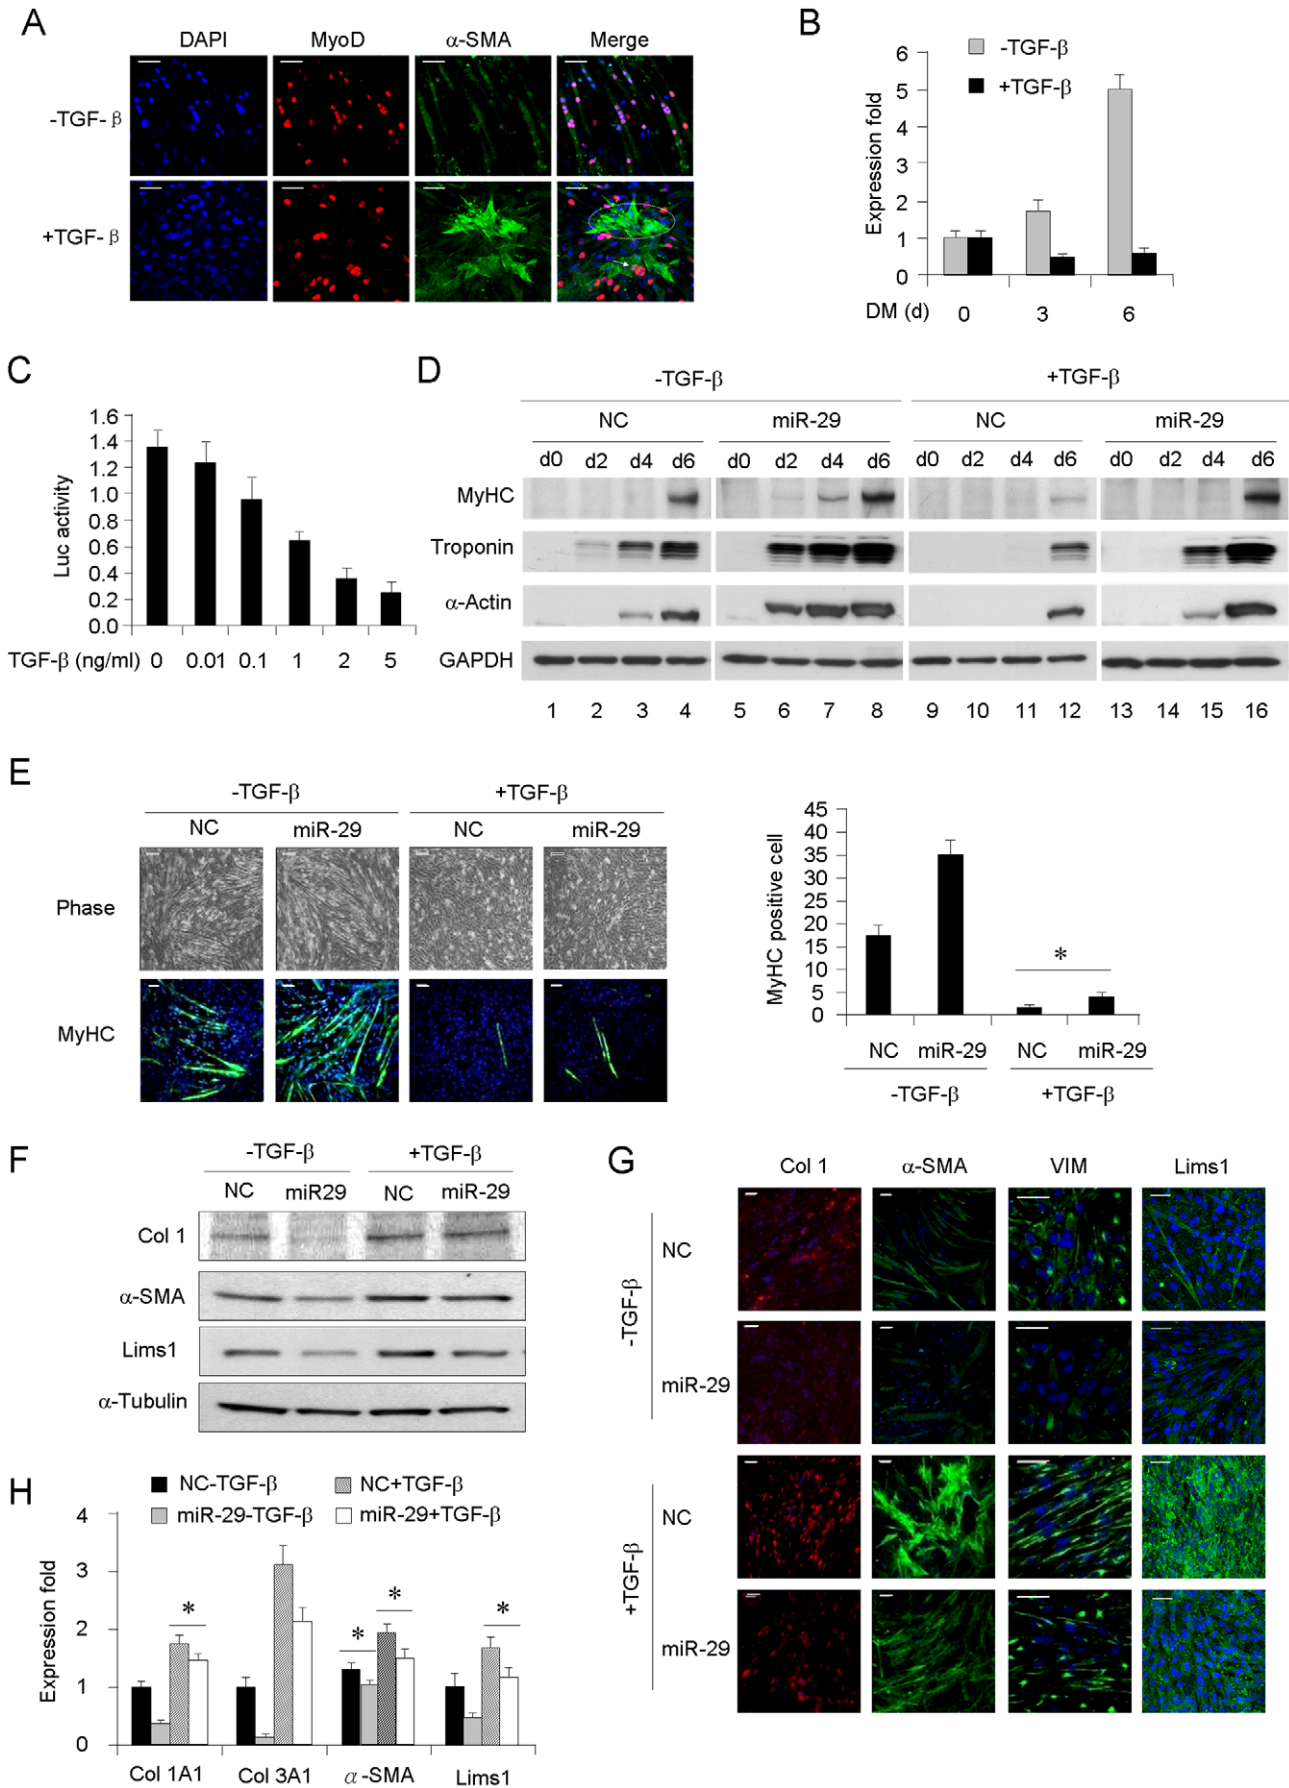 A
DAPI MyoD α-SMA Merge
-TGF-β
+TGF-β
B
-TGF-β
+TGF-β
Expression fold
6
5
4
3
2
1
0
DM (d) 0 3 6
C
Luc activity
1.6
1.4
1.2
1.0
0.8
0.6
0.4
0.2
0.0
TGF-β (ng/ml) 0 0.01 0.1 1 2 5
D
-TGF-β +TGF-β
NC miR-29 NC miR-29
d0 d2 d4 d6 d0 d2 d4 d6 d0 d2 d4 d6 d0 d2 d4 d6
MyHC
Troponin
α-Actin
GAPDH
1 2 3 4 5 6 7 8 9 10 11 12 13 14 15 16
E
-TGF-β +TGF-β
NC miR-29 NC miR-29
Phase
MyHC
MyHC positive cell
45
40
35
30
25
20
15
10
5
0
*
NC miR-29 NC miR-29
-TGF-β +TGF-β
F
-TGF-β +TGF-β
NC miR29 NC miR-29
Col 1
α-SMA
Lims1
α-Tubulin
G
Col 1 α-SMA VIM Lims1
-TGF-β
NC
miR-29
+TGF-β
NC
miR-29
H
NC-TGF-β NC+TGF-β
miR-29-TGF-β miR-29+TGF-β
Expression fold
4
3
2
1
0
* * * *
Col 1A1 Col 3A1 α-SMA Lims1